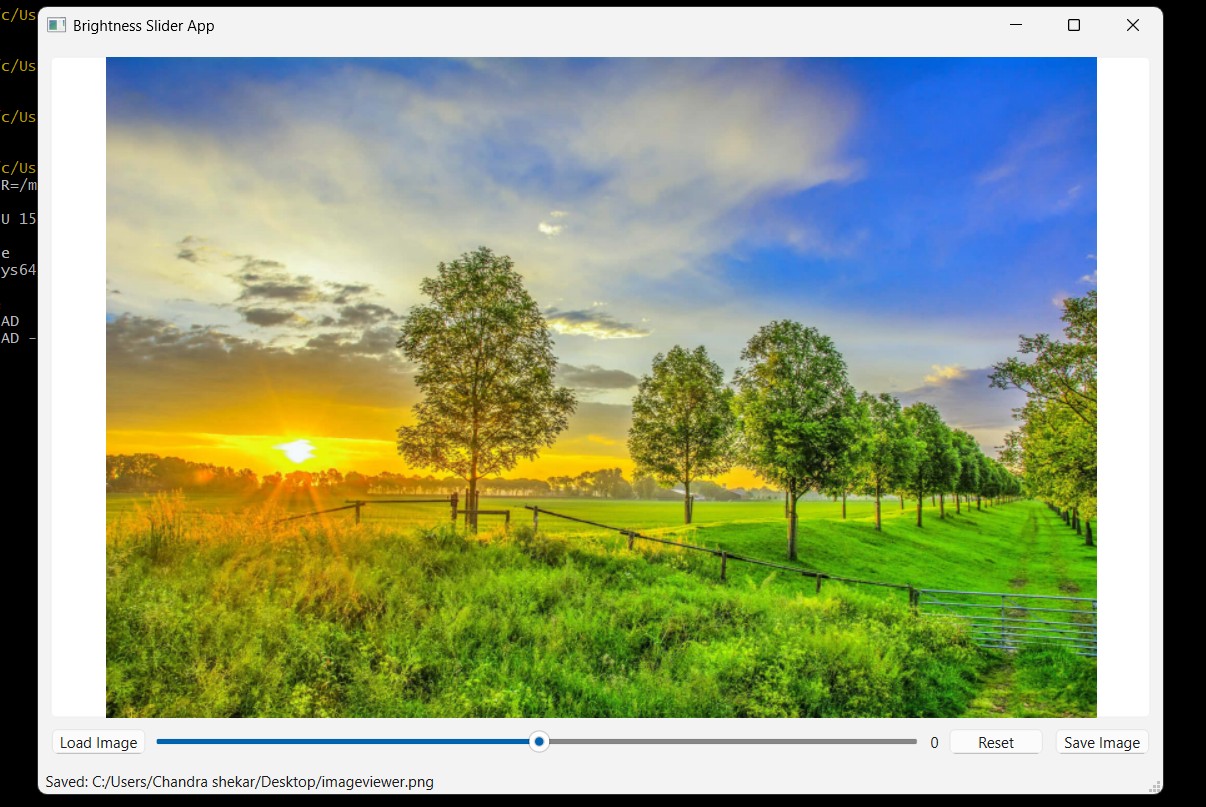 c/Us
Brightness Slider App
c/Us
c/Us
c/Us
R=/m
U 15
e
ys64
AD
AD -
Load Image
0
Reset
Save Image
Saved: C:/Users/Chandra shekar/Desktop/imageviewer.png